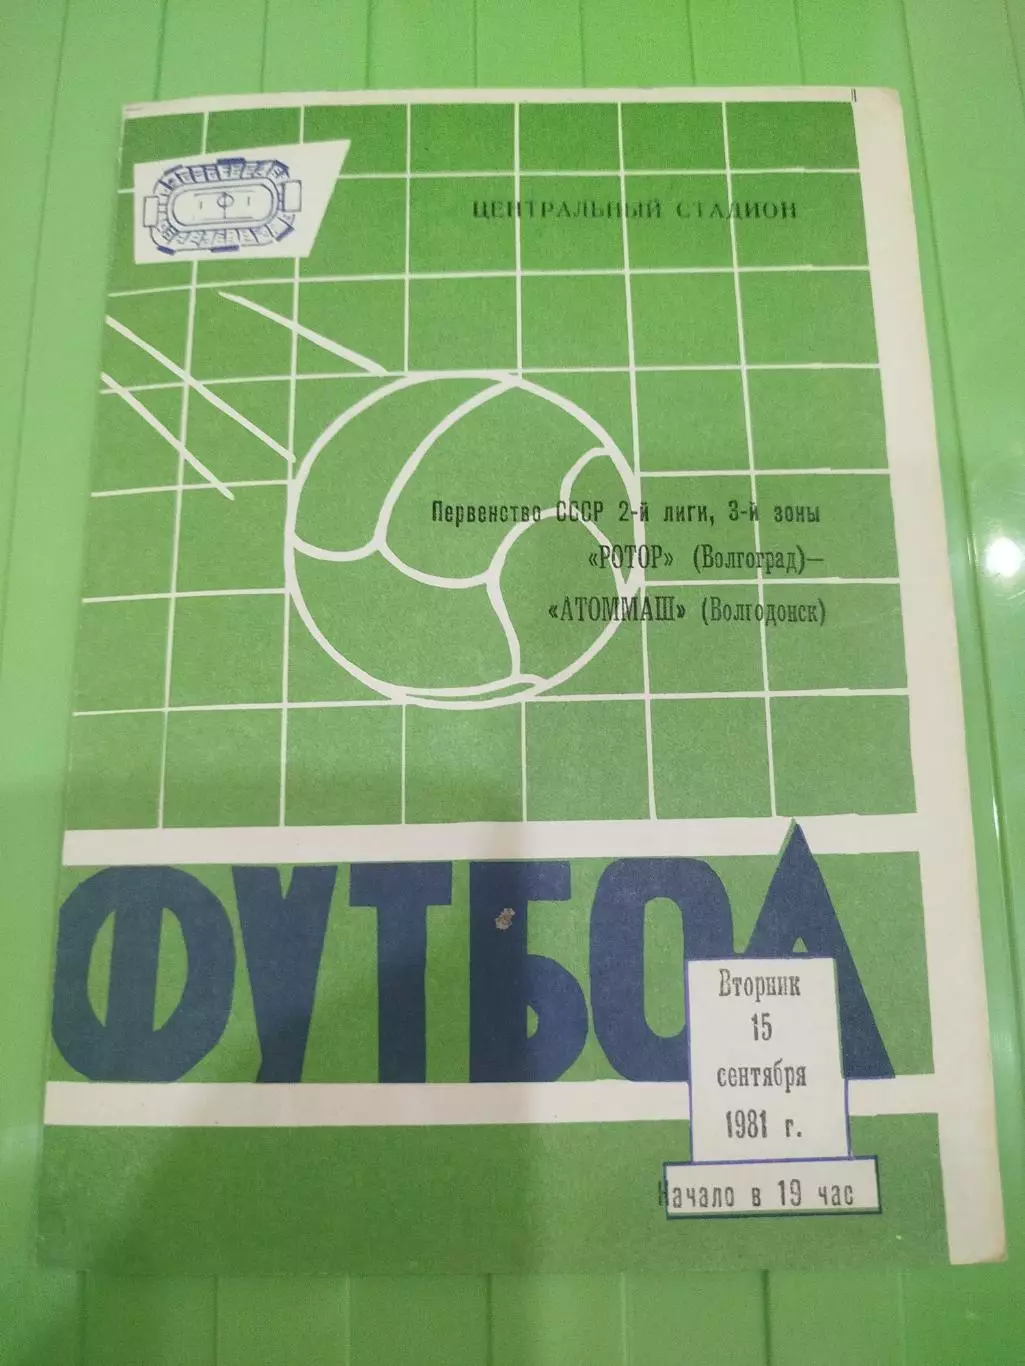 ЦЕНТРАЛЬНЫЙ СТАДИОН
Первенство СССР 2-й лиги, 3-й зоны
«РОТОР» (Волгоград)—
«АТОММАШ» (Волгодонск)
ФУТБОЛ
Вторник
15
сентября
1981 г.
Начало в 19 час